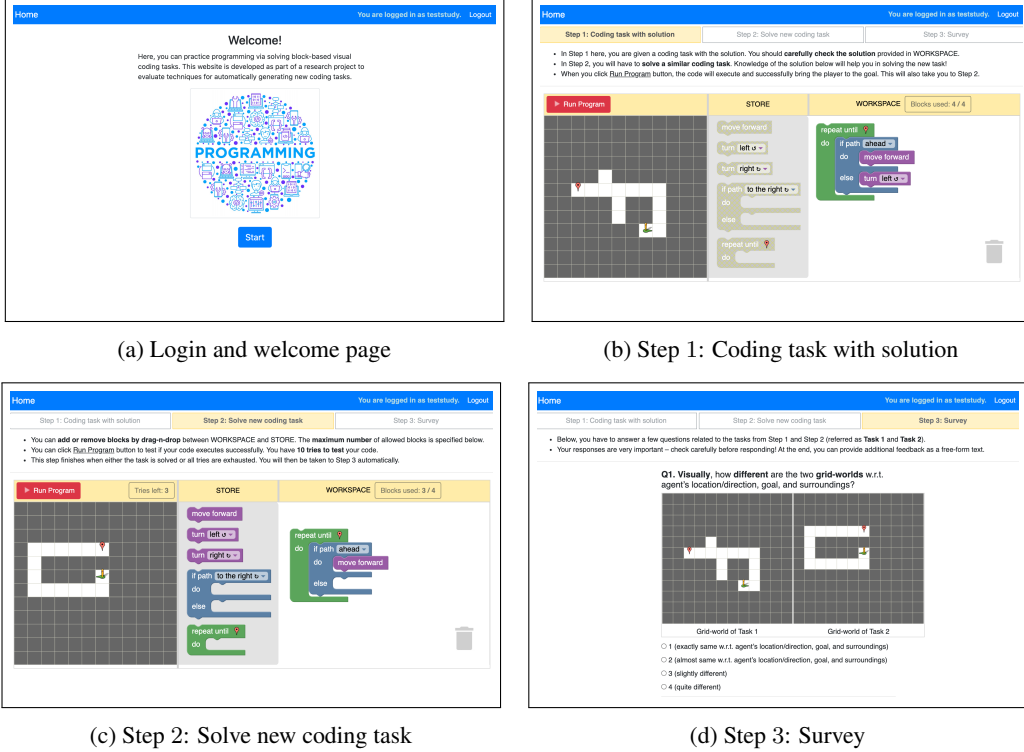 Home
You are logged in as teststudy. Logout
Welcome!
Here, you can practice programming via solving block-based visual
coding tasks. This website is developed as part of a research project to
evaluate techniques for automatically generating new coding tasks.
PROGRAMMING
Start
(a) Login and welcome page
Home
You are logged in as teststudy. Logout
Step 1: Coding task with solution
Step 2: Solve new coding task
Step 3: Survey
• In Step 1 here, you are given a coding task with the solution. You should carefully check the solution provided in WORKSPACE.
• In Step 2, you will have to solve a similar coding task. Knowledge of the solution below will help you in solving the new task!
• When you click Run Program button, the code will execute and successfully bring the player to the goal. This will also take you to Step 2.
Run Program
STORE
WORKSPACE
Blocks used: 4 / 4
move forward
turn left ↺
turn right ↻
if path to the right ↻
do
else
repeat until
do
repeat until
do
if path ahead
do
move forward
else
turn left ↺
(b) Step 1: Coding task with solution
Home
You are logged in as teststudy. Logout
Step 1: Coding task with solution
Step 2: Solve new coding task
Step 3: Survey
• You can add or remove blocks by drag-n-drop between WORKSPACE and STORE. The maximum number of allowed blocks is specified below.
• You can click Run Program button to test if your code executes successfully. You have 10 tries to test your code.
• This step finishes when either the task is solved or all tries are exhausted. You will then be taken to Step 3 automatically.
Run Program
Tries left: 3
STORE
WORKSPACE
Blocks used: 3 / 4
move forward
turn left ↺
turn right ↻
if path to the right ↻
do
else
repeat until
do
repeat until
do
if path ahead
do
move forward
else
(c) Step 2: Solve new coding task
Home
You are logged in as teststudy. Logout
Step 1: Coding task with solution
Step 2: Solve new coding task
Step 3: Survey
• Below, you have to answer a few questions related to the tasks from Step 1 and Step 2 (referred as Task 1 and Task 2).
• Your responses are very important – check carefully before responding! At the end, you can provide additional feedback as a free-form text.
Q1. Visually, how different are the two grid-worlds w.r.t.
agent's location/direction, goal, and surroundings?
Grid-world of Task 1
Grid-world of Task 2
1 (exactly same w.r.t. agent's location/direction, goal, and surroundings)
2 (almost same w.r.t. agent's location/direction, goal, and surroundings)
3 (slightly different)
4 (quite different)
(d) Step 3: Survey